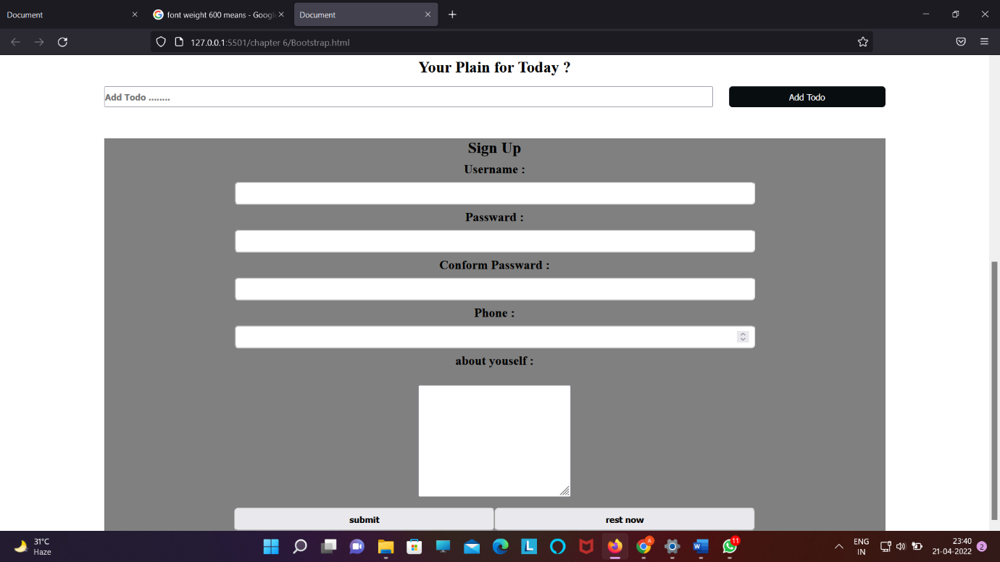 Document
font weight 600 means - Googl
Document
127.0.0.1:5501/chapter 6/Bootstrap.html
Your Plain for Today ?
Add Todo ........
Add Todo
Sign Up
Username :
Passward :
Conform Passward :
Phone :
about youself :
submit
rest now
31°C
Haze
L
A
W
11
ENG
IN
23:40
21-04-2022
2